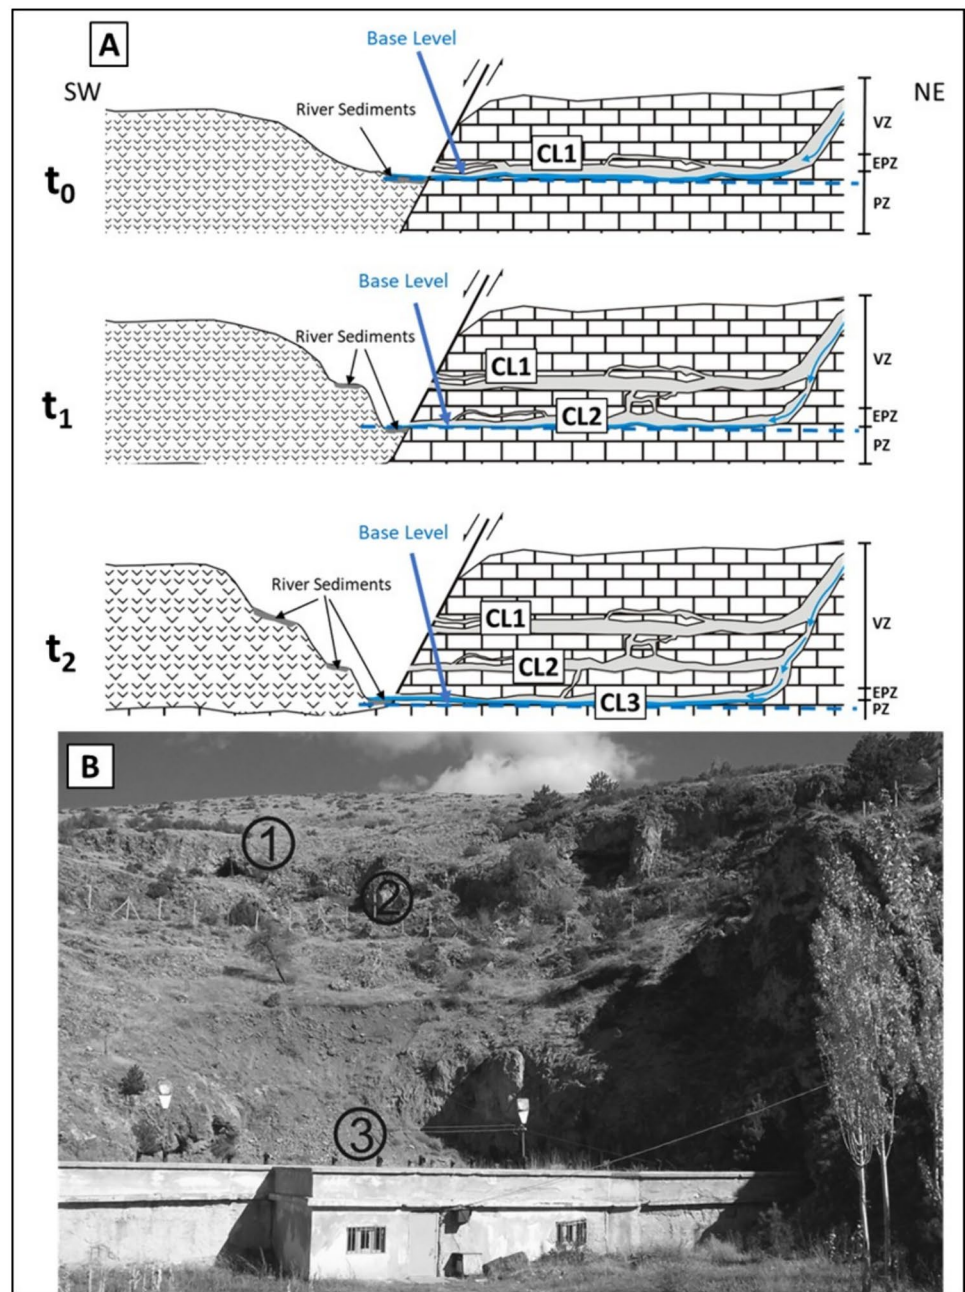 A
Base Level
SW
NE
River Sediments
VZ
CL1
EPZ
t0
PZ
Base Level
River Sediments
VZ
CL1
t1
CL2
EPZ
PZ
Base Level
River Sediments
CL1
VZ
t2
CL2
EPZ
CL3
PZ
B
1
2
3